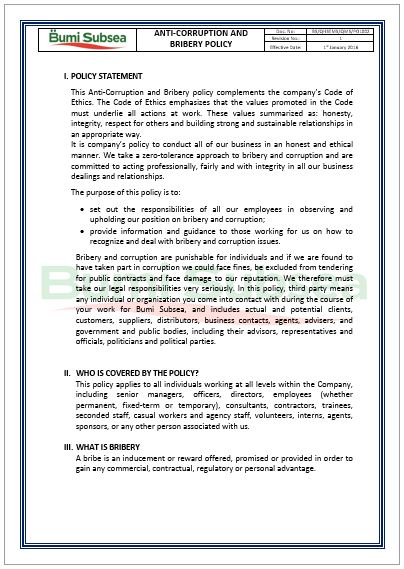 Bumi Subsea
ANTI-CORRUPTION AND
BRIBERY POLICY
Doc. No:
Revision No.: 1
Effective Date: 1st January 2016
I. POLICY STATEMENT
This Anti-Corruption and Bribery policy complements the company's Code of
Ethics. The Code of Ethics emphasizes that the values promoted in the Code
must underlie all actions at work. These values summarized as: honesty,
integrity, respect for others and building strong and sustainable relationships in
an appropriate way.
It is company's policy to conduct all of our business in an honest and ethical
manner. We take a zero-tolerance approach to bribery and corruption and are
committed to acting professionally, fairly and with integrity in all our business
dealings and relationships.
The purpose of this policy is to:
• set out the responsibilities of all our employees in observing and
upholding our position on bribery and corruption;
• provide information and guidance to those working for us on how to
recognize and deal with bribery and corruption issues.
Bribery and corruption are punishable for individuals and if we are found to
have taken part in corruption we could face fines, be excluded from tendering
for public contracts and face damage to our reputation. We therefore must
take our legal responsibilities very seriously. In this policy, third party means
any individual or organization you come into contact with during the course of
your work for Bumi Subsea, and includes actual and potential clients,
customers, suppliers, distributors, business contacts, agents, advisers, and
government and public bodies, including their advisors, representatives and
officials, politicians and political parties.
II. WHO IS COVERED BY THE POLICY?
This policy applies to all individuals working at all levels within the Company,
including senior managers, officers, directors, employees (whether
permanent, fixed-term or temporary), consultants, contractors, trainees,
seconded staff, casual workers and agency staff, volunteers, interns, agents,
sponsors, or any other person associated with us.
III. WHAT IS BRIBERY
A bribe is an inducement or reward offered, promised or provided in order to
gain any commercial, contractual, regulatory or personal advantage.